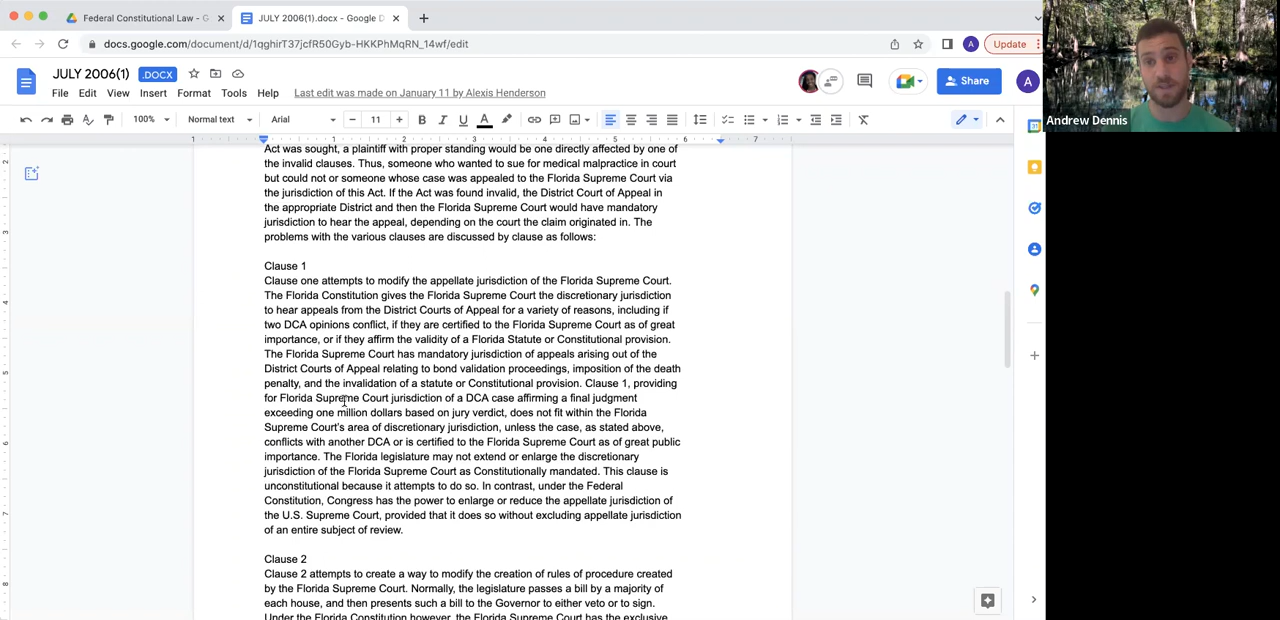 Federal Constitutional Law - G
JULY 2006(1).docx - Google D
docs.google.com/document/d/1qghirT37jcfR50Gyb-HKKPhMqRN_14wf/edit
A
Update
JULY 2006(1)
.DOCX
File Edit View Insert Format Tools Help
Last edit was made on January 11 by Alexis Henderson
Share
A
100%
Normal text
Arial
11
B I U A
1 1 2 3 4 5 6 7
Andrew Dennis
Act was sought, a plaintiff with proper standing would be one directly affected by one of
the invalid clauses. Thus, someone who wanted to sue for medical malpractice in court
but could not or someone whose case was appealed to the Florida Supreme Court via
the jurisdiction of this Act. If the Act was found invalid, the District Court of Appeal in
the appropriate District and then the Florida Supreme Court would have mandatory
jurisdiction to hear the appeal, depending on the court the claim originated in. The
problems with the various clauses are discussed by clause as follows:
Clause 1
Clause one attempts to modify the appellate jurisdiction of the Florida Supreme Court.
The Florida Constitution gives the Florida Supreme Court the discretionary jurisdiction
to hear appeals from the District Courts of Appeal for a variety of reasons, including if
two DCA opinions conflict, if they are certified to the Florida Supreme Court as of great
importance, or if they affirm the validity of a Florida Statute or Constitutional provision.
The Florida Supreme Court has mandatory jurisdiction of appeals arising out of the
District Courts of Appeal relating to bond validation proceedings, imposition of the death
penalty, and the invalidation of a statute or Constitutional provision. Clause 1, providing
for Florida Supreme Court jurisdiction of a DCA case affirming a final judgment
exceeding one million dollars based on jury verdict, does not fit within the Florida
Supreme Court's area of discretionary jurisdiction, unless the case, as stated above,
conflicts with another DCA or is certified to the Florida Supreme Court as of great public
importance. The Florida legislature may not extend or enlarge the discretionary
jurisdiction of the Florida Supreme Court as Constitutionally mandated. This clause is
unconstitutional because it attempts to do so. In contrast, under the Federal
Constitution, Congress has the power to enlarge or reduce the appellate jurisdiction of
the U.S. Supreme Court, provided that it does so without excluding appellate jurisdiction
of an entire subject of review.
Clause 2
Clause 2 attempts to create a way to modify the creation of rules of procedure created
by the Florida Supreme Court. Normally, the legislature passes a bill by a majority of
each house, and then presents such a bill to the Governor to either veto or to sign.
Under the Florida Constitution however, the Florida Supreme Court has the exclusive